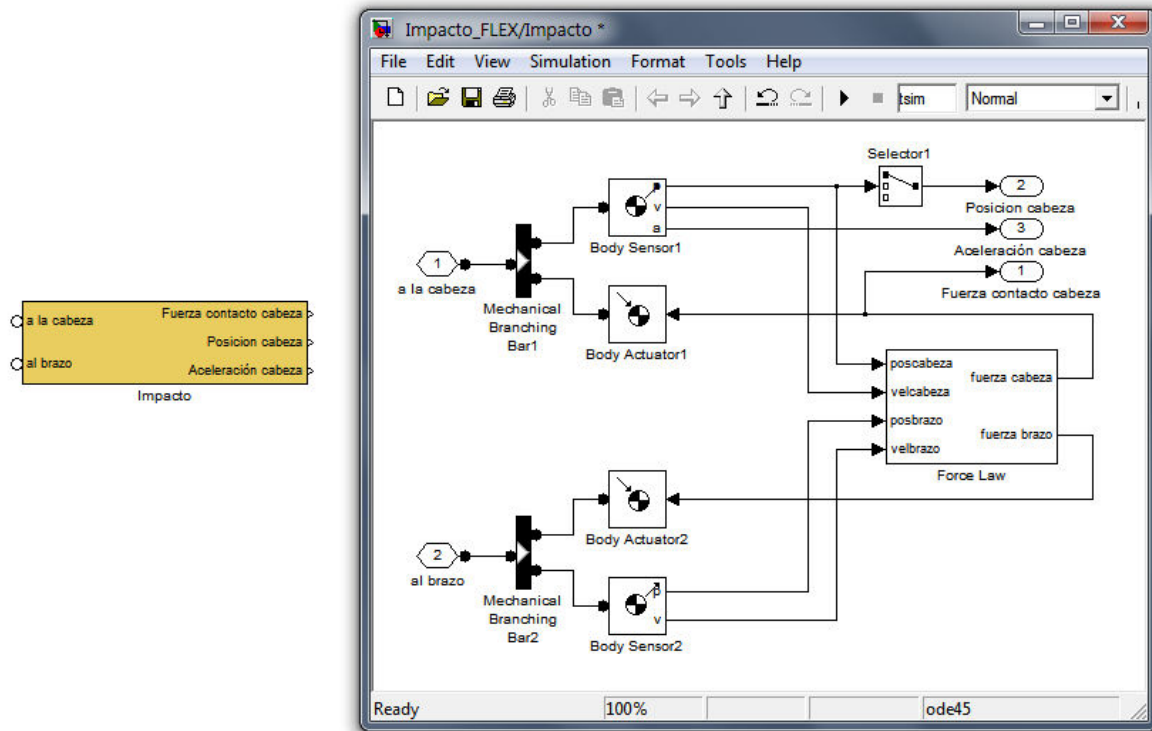 a la cabeza
al brazo
Fuerza contacto cabeza
Posicion cabeza
Aceleración cabeza
Impacto
Impacto_FLEX/Impacto *
File Edit View Simulation Format Tools Help
tsim
Normal
Selector1
2
Posicion cabeza
3
Aceleración cabeza
1
Fuerza contacto cabeza
p
v
a
Body Sensor1
1
a la cabeza
Mechanical
Branching
Bar1
Body Actuator1
poscabeza
velcabeza
posbrazo
velbrazo
fuerza cabeza
fuerza brazo
Force Law
Body Actuator2
2
al brazo
Mechanical
Branching
Bar2
p
v
Body Sensor2
Ready
100%
ode45